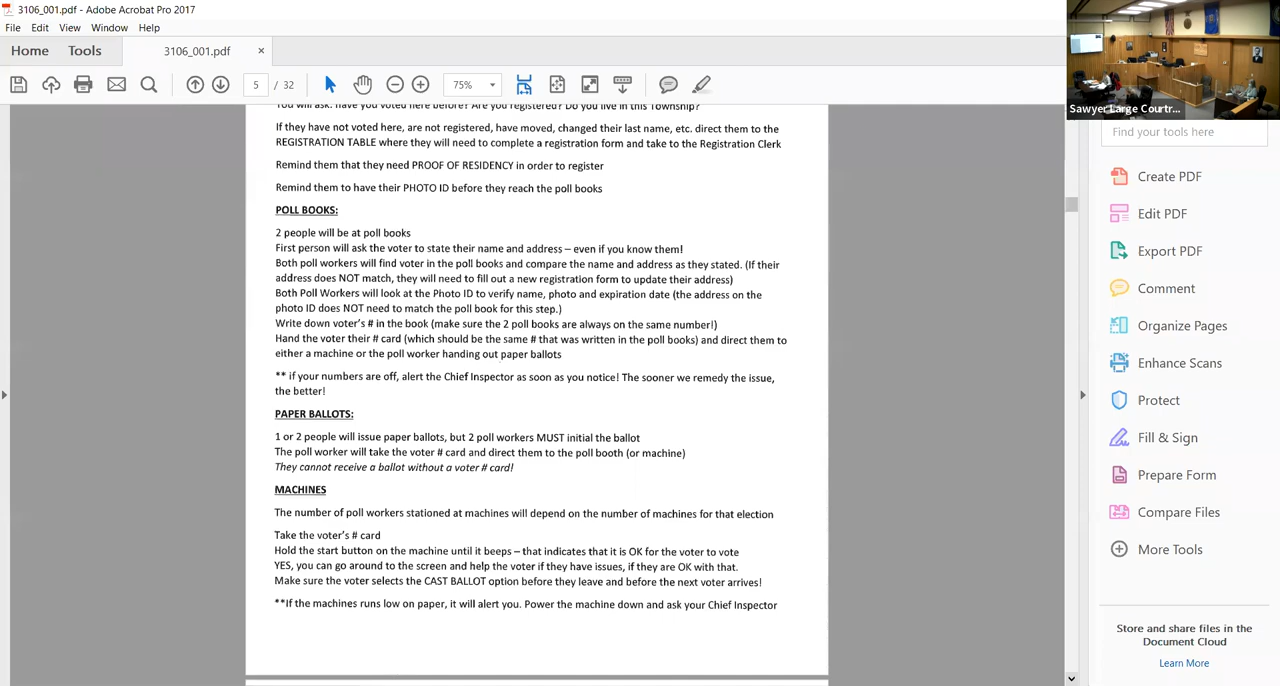 3106_001.pdf - Adobe Acrobat Pro 2017
File Edit View Window Help
Home Tools 3106_001.pdf ×
5 / 32 75%
Sawyer Large Courtr...
Find your tools here
You will ask: Have you voted here before? Are you registered? Do you live in this Township?
If they have not voted here, are not registered, have moved, changed their last name, etc. direct them to the
REGISTRATION TABLE where they will need to complete a registration form and take to the Registration Clerk
Remind them that they need PROOF OF RESIDENCY in order to register
Remind them to have their PHOTO ID before they reach the poll books
POLL BOOKS:
2 people will be at poll books
First person will ask the voter to state their name and address – even if you know them!
Both poll workers will find voter in the poll books and compare the name and address as they stated. (If their
address does NOT match, they will need to fill out a new registration form to update their address)
Both Poll Workers will look at the Photo ID to verify name, photo and expiration date (the address on the
photo ID does NOT need to match the poll book for this step.)
Write down voter's # in the book (make sure the 2 poll books are always on the same number!)
Hand the voter their # card (which should be the same # that was written in the poll books) and direct them to
either a machine or the poll worker handing out paper ballots
** if your numbers are off, alert the Chief Inspector as soon as you notice! The sooner we remedy the issue,
the better!
PAPER BALLOTS:
1 or 2 people will issue paper ballots, but 2 poll workers MUST initial the ballot
The poll worker will take the voter # card and direct them to the poll booth (or machine)
They cannot receive a ballot without a voter # card!
MACHINES
The number of poll workers stationed at machines will depend on the number of machines for that election
Take the voter's # card
Hold the start button on the machine until it beeps – that indicates that it is OK for the voter to vote
YES, you can go around to the screen and help the voter if they have issues, if they are OK with that.
Make sure the voter selects the CAST BALLOT option before they leave and before the next voter arrives!
**If the machines runs low on paper, it will alert you. Power the machine down and ask your Chief Inspector
Create PDF
Edit PDF
Export PDF
Comment
Organize Pages
Enhance Scans
Protect
Fill & Sign
Prepare Form
Compare Files
More Tools
Store and share files in the
Document Cloud
Learn More